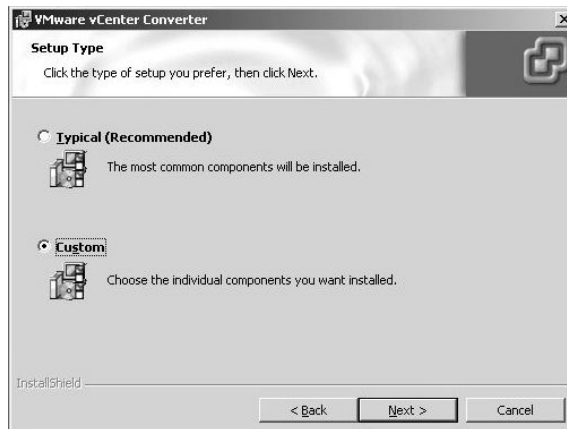 VMware vCenter Converter
Setup Type
Click the type of setup you prefer, then click Next.
Typical (Recommended)
The most common components will be installed.
Custom
Choose the individual components you want installed.
InstallShield
< Back Next > Cancel